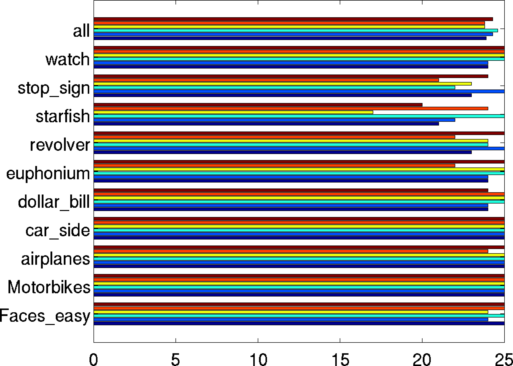 all
watch
stop_sign
starfish
revolver
euphonium
dollar_bill
car_side
airplanes
Motorbikes
Faces_easy
0 5 10 15 20 25